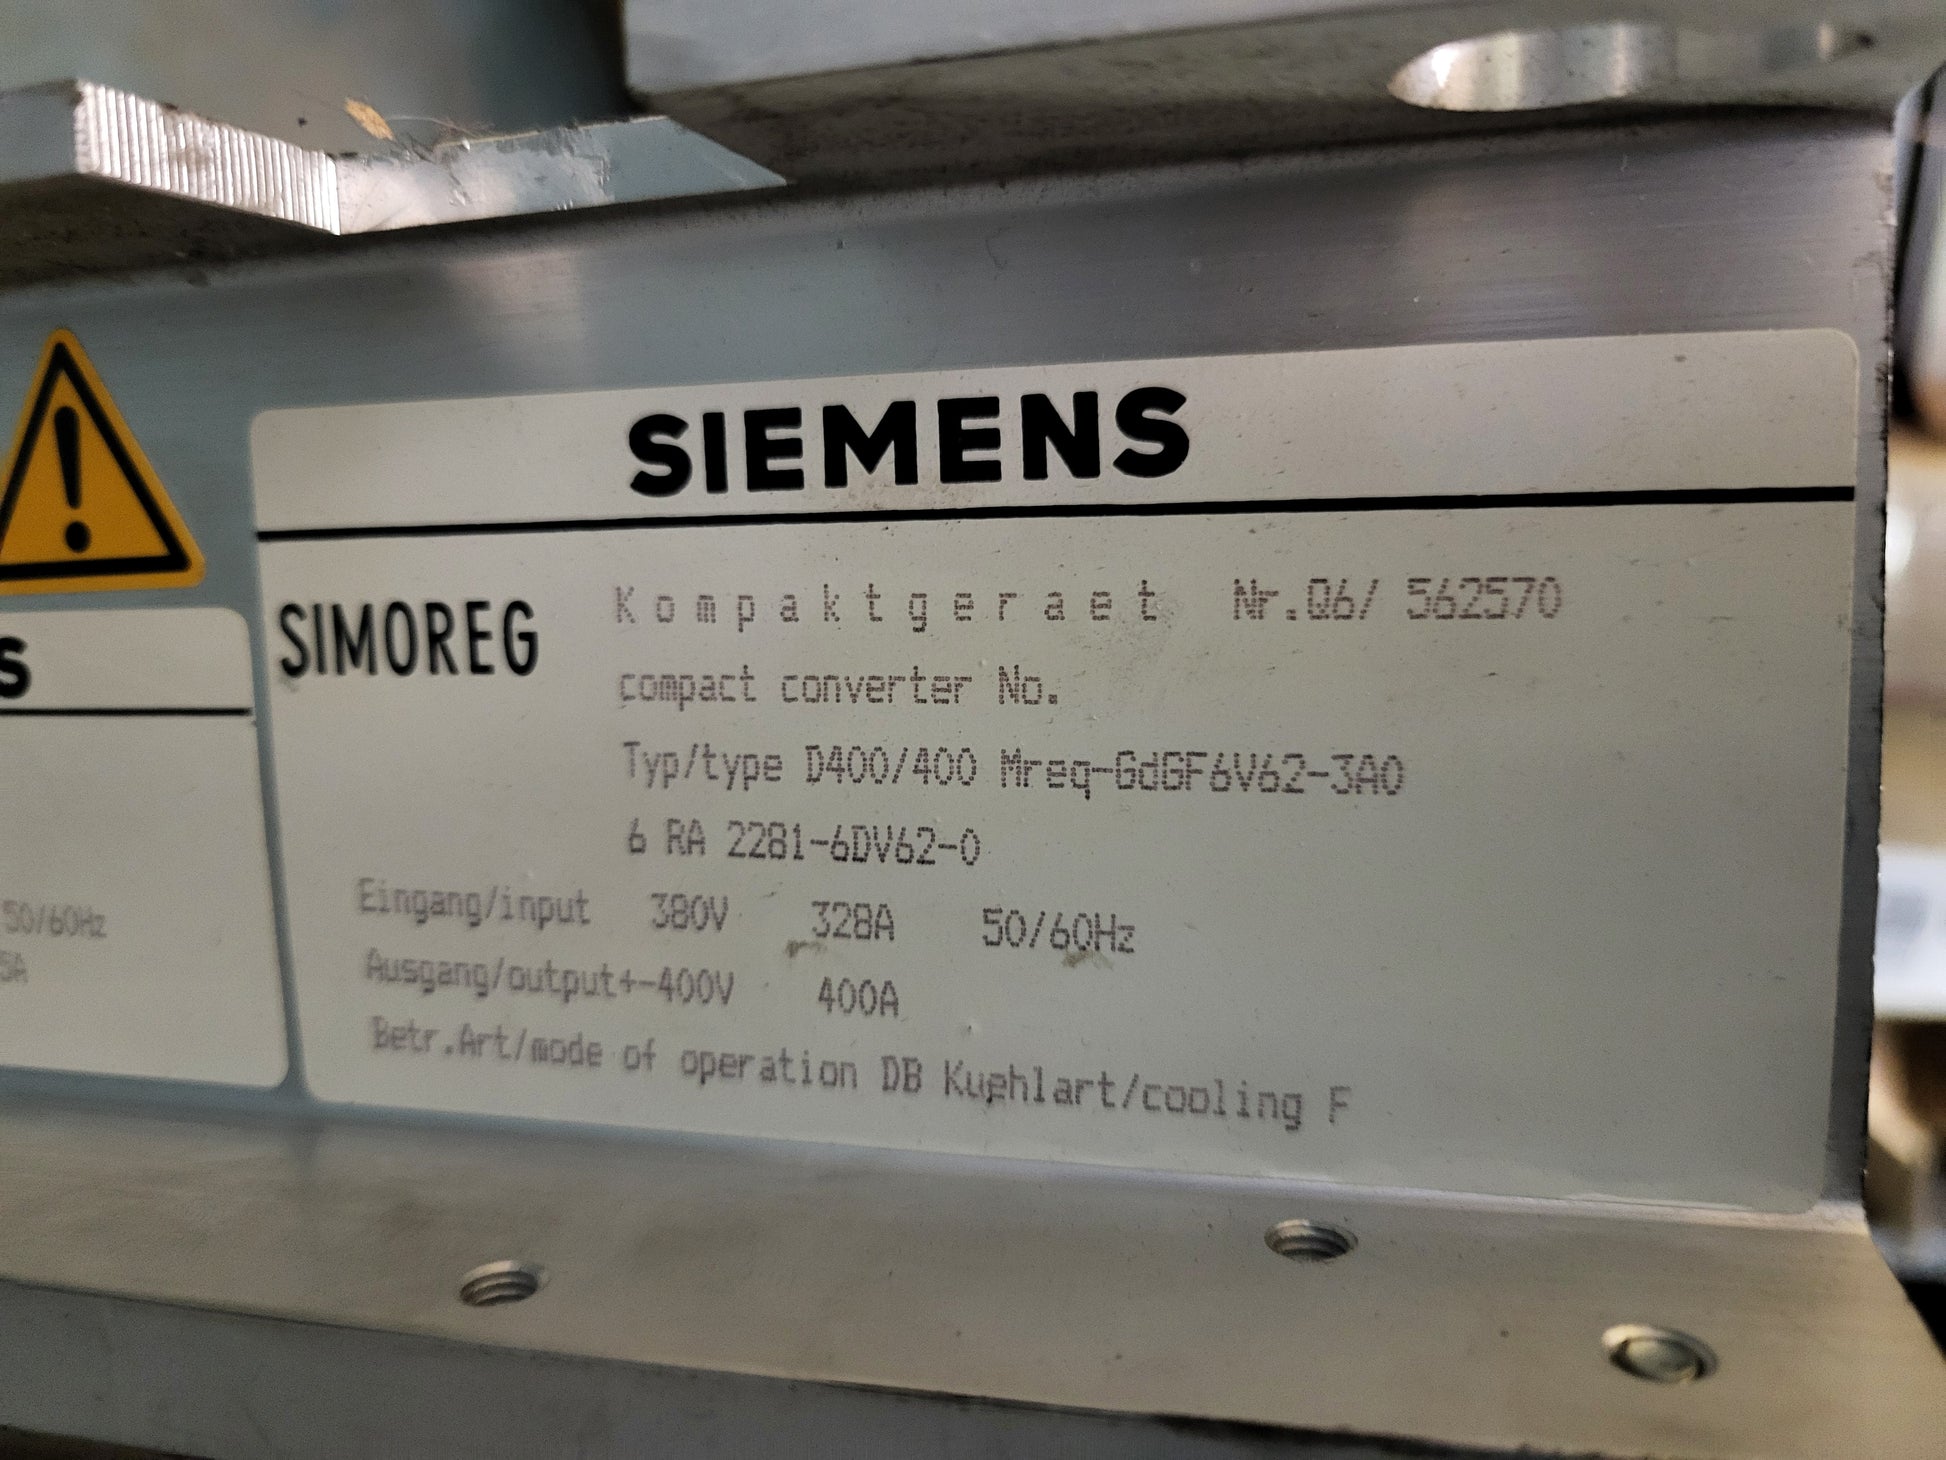 SIEMENS
SIMOREG
Kompaktgeraet Nr.Q6/ 562570
compact converter No.
Typ/type D400/400 Mreq-GdGF6V62-3A0
6 RA 2281-6DV62-0
Eingang/input 380V 328A 50/60Hz
Ausgang/output+-400V 400A
Betr.Art/mode of operation DB Kuehlart/cooling F
S
50/60Hz
5A